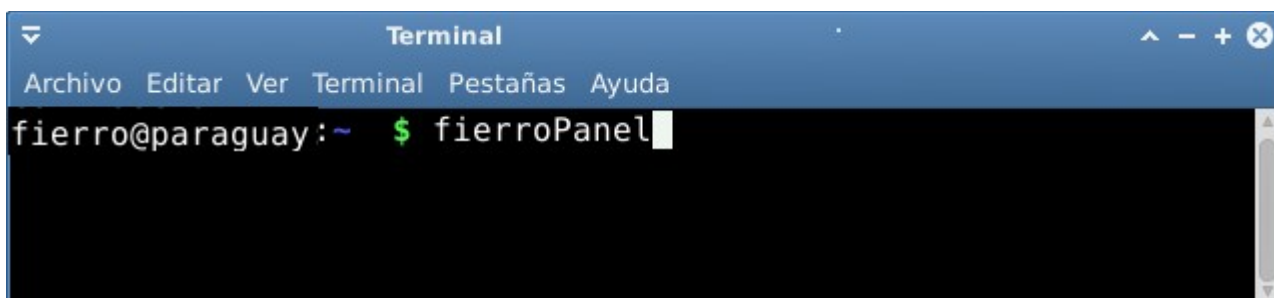 Terminal
Archivo Editar Ver Terminal Pestañas Ayuda
fierro@paraguay:~ $ fierroPanel